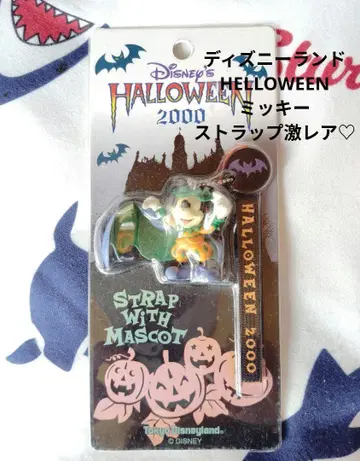 ディズニーランド
HELLOWEEN
ミッキー
ストラップ激レア♡
DISNEY'S
HALLOWEEN
2000
HALLOWEEN 2000
STRAP
WITH
MASCOT
Tokyo Disneyland®
© DISNEY